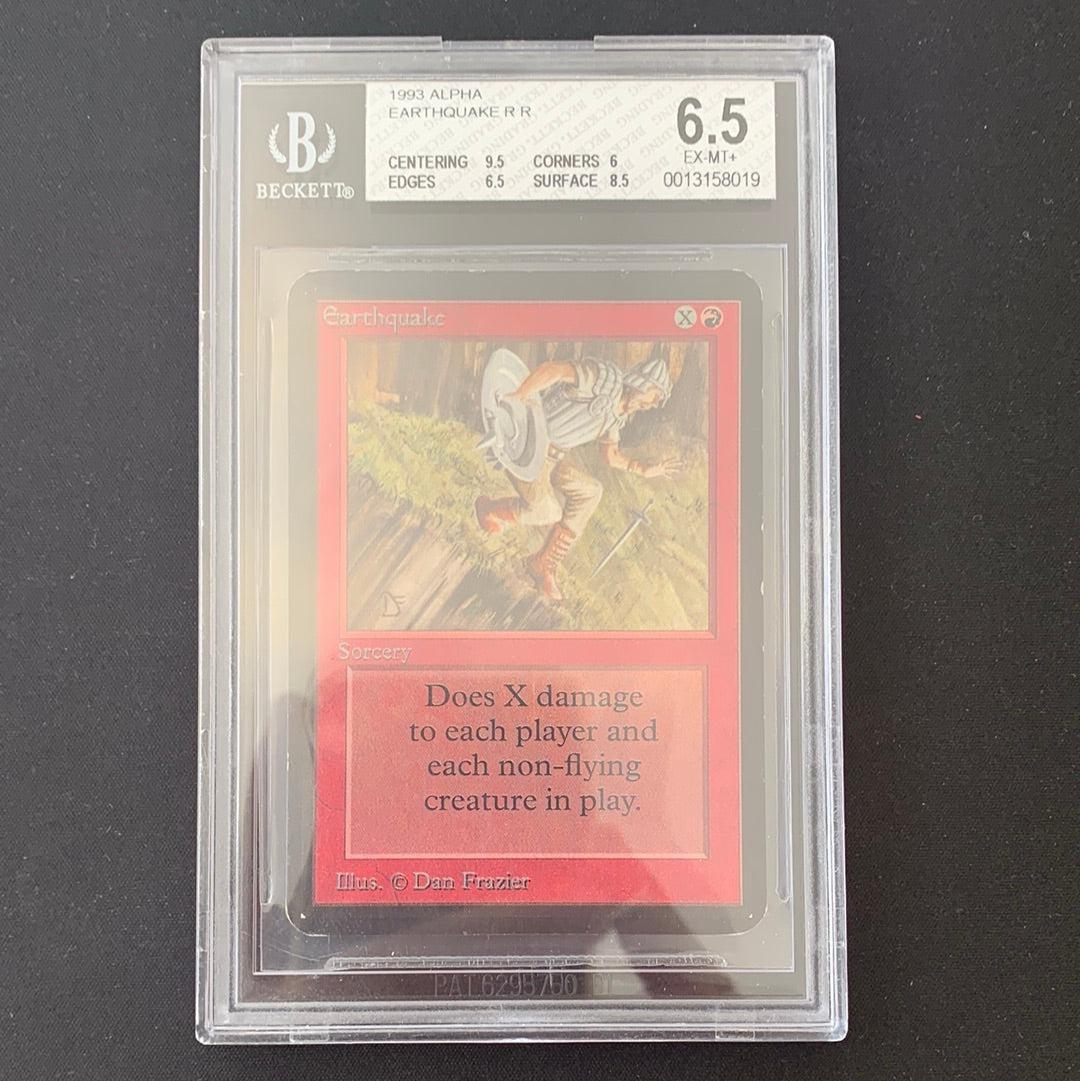 1993 ALPHA
EARTHQUAKE R R
CENTERING 9.5 CORNERS 6
EDGES 6.5 SURFACE 8.5
6.5
EX-MT+
0013158019
B
BECKETT®
Earthquake X
Sorcery
Does X damage
to each player and
each non-flying
creature in play.
Illus. © Dan Frazier